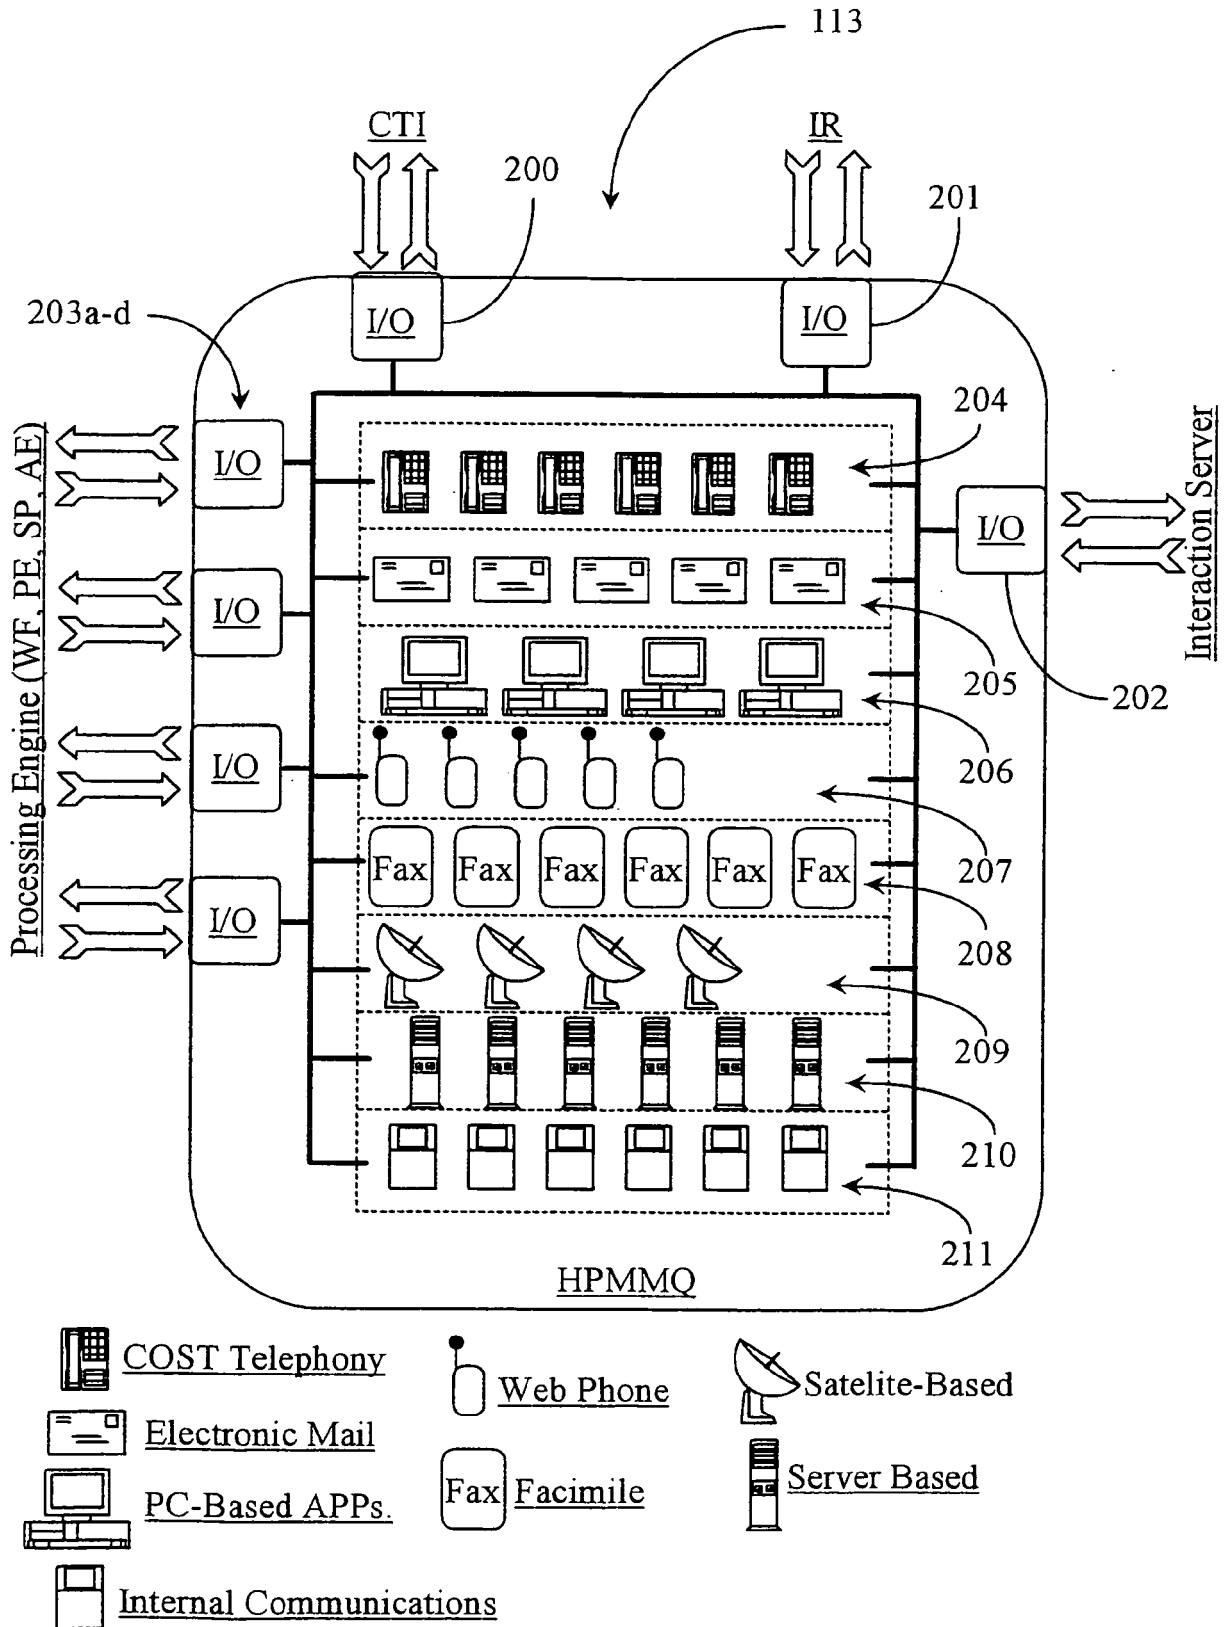 113
CTI
IR
200
201
203a-d
I/O
I/O
204
Processing Engine (WF, PE, SP, AE)
I/O
I/O
Interaction Server
I/O
205
202
206
I/O
207
Fax Fax Fax Fax Fax Fax
I/O
208
209
210
211
HPMMQ
COST Telephony
Web Phone
Satelite-Based
Electronic Mail
Fax Facimile
Server Based
PC-Based APPs.
Internal Communications